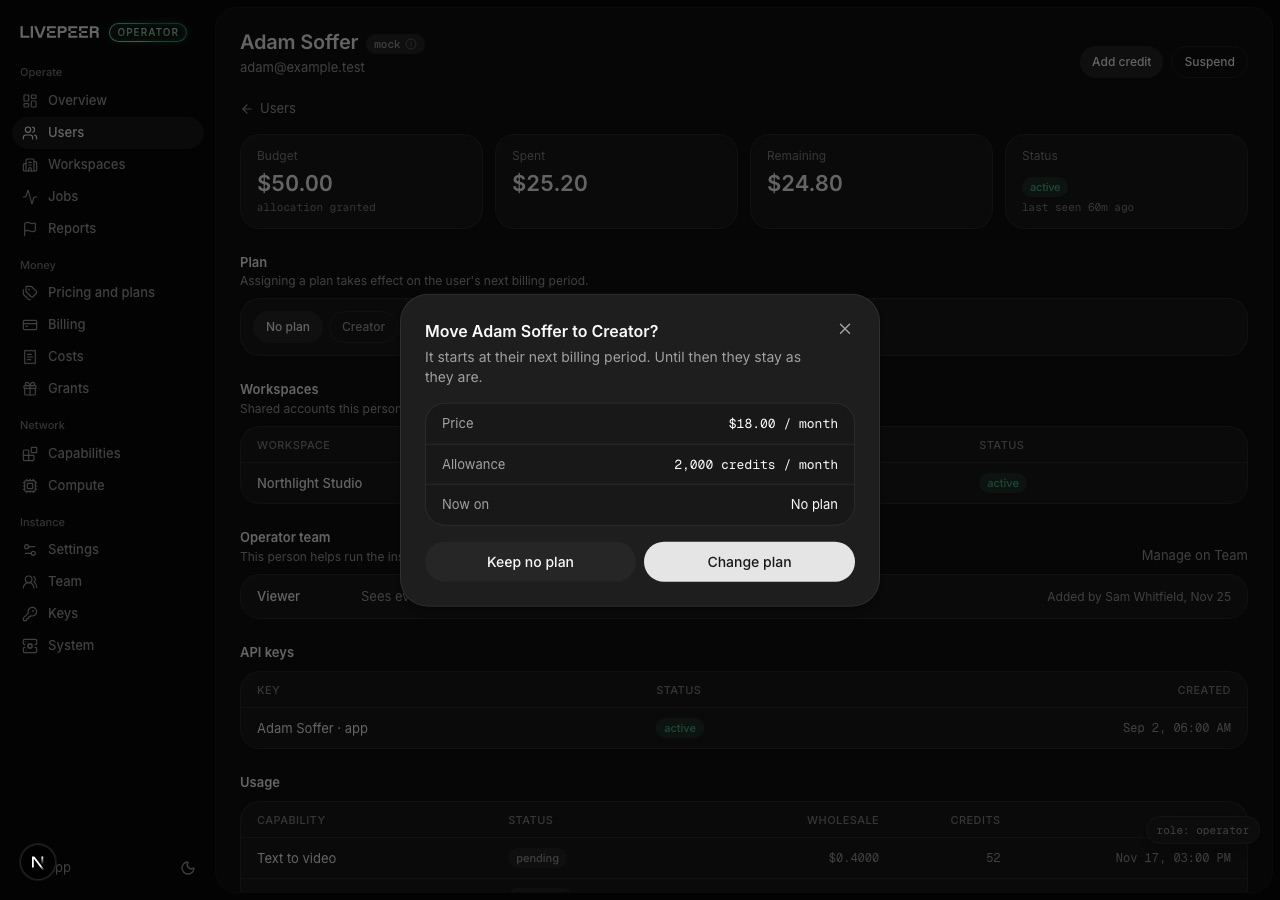 LIVEPEER OPERATOR
Operate
Overview
Users
Workspaces
Jobs
Reports
Money
Pricing and plans
Billing
Costs
Grants
Network
Capabilities
Compute
Instance
Settings
Team
Keys
System
N
pp
Adam Soffer mock
adam@example.test
Add credit Suspend
Users
Budget
$50.00
allocation granted
Spent
$25.20
Remaining
$24.80
Status
active
last seen 60m ago
Plan
Assigning a plan takes effect on the user's next billing period.
No plan Creator
Workspaces
Shared accounts this person
WORKSPACE STATUS
Northlight Studio active
Operator team
This person helps run the ins
Manage on Team
Viewer Sees ev Added by Sam Whitfield, Nov 25
API keys
KEY STATUS CREATED
Adam Soffer · app active Sep 2, 06:00 AM
Usage
CAPABILITY STATUS WHOLESALE CREDITS
role: operator
Text to video pending $0.4000 52 Nov 17, 03:00 PM
Move Adam Soffer to Creator?
It starts at their next billing period. Until then they stay as
they are.
Price $18.00 / month
Allowance 2,000 credits / month
Now on No plan
Keep no plan Change plan